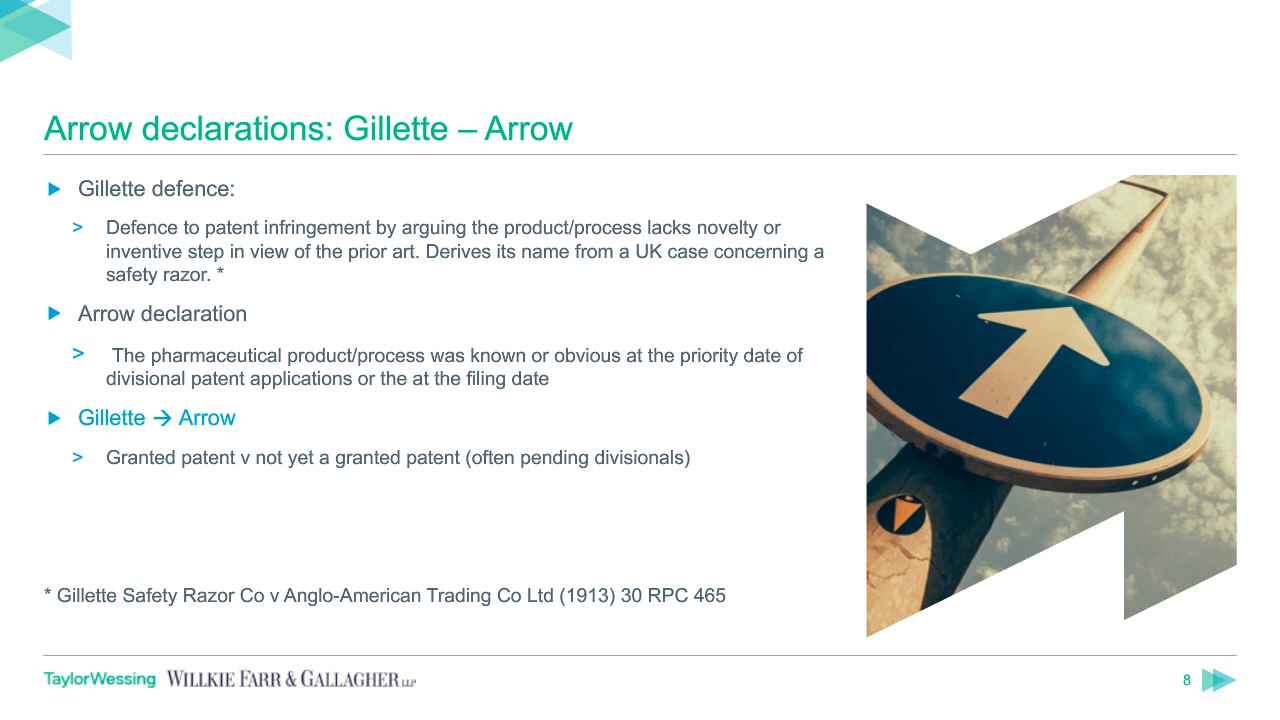 Arrow declarations: Gillette – Arrow
Gillette defence:
> Defence to patent infringement by arguing the product/process lacks novelty or
inventive step in view of the prior art. Derives its name from a UK case concerning a
safety razor. *
Arrow declaration
> The pharmaceutical product/process was known or obvious at the priority date of
divisional patent applications or the at the filing date
Gillette → Arrow
> Granted patent v not yet a granted patent (often pending divisionals)
* Gillette Safety Razor Co v Anglo-American Trading Co Ltd (1913) 30 RPC 465
TaylorWessing WILLKIE FARR & GALLAGHER LLP
8